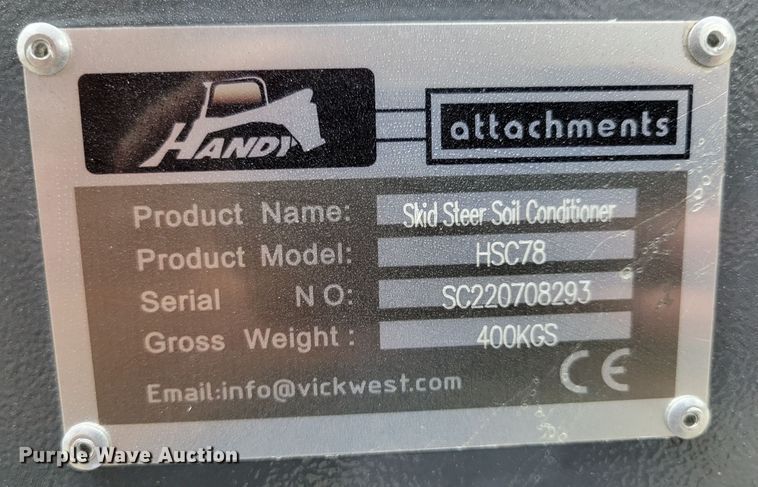 HANDY
attachments
Product Name: Skid Steer Soil Conditioner
Product Model: HSC78
Serial NO: SC220708293
Gross Weight: 400KGS
Email:info@vickwest.com
CE
Purple Wave Auction